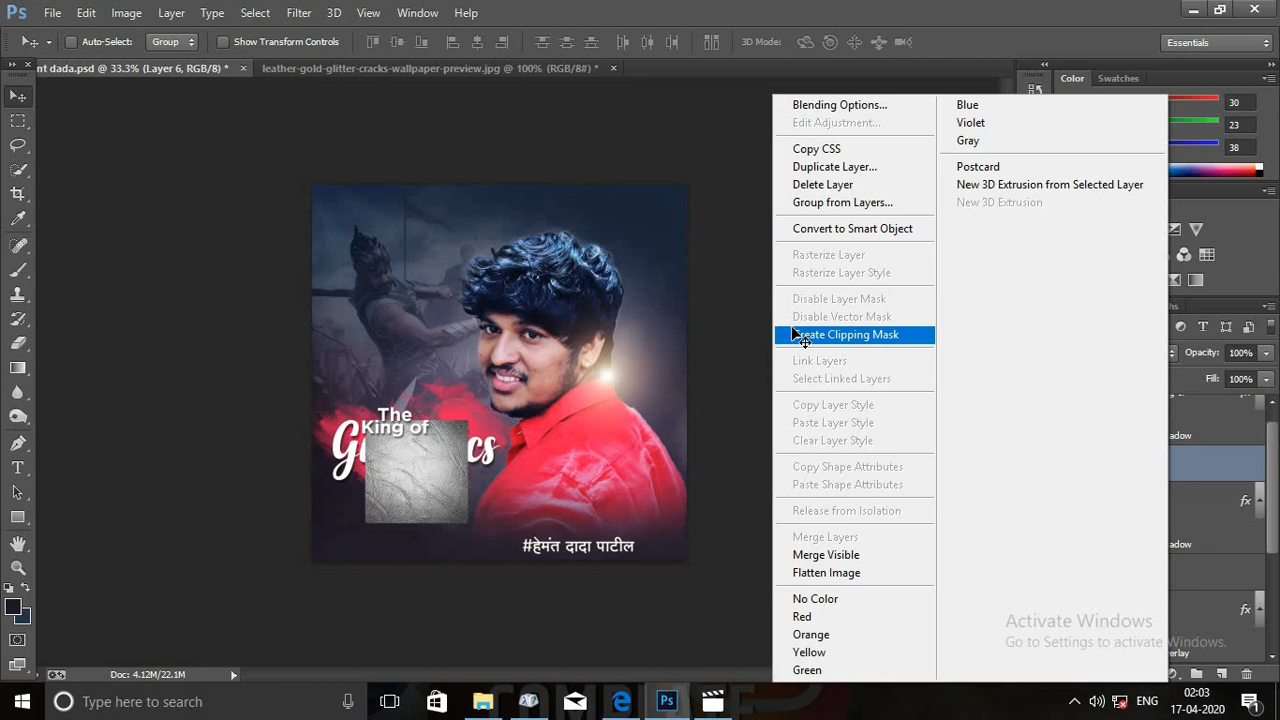 Ps File Edit Image Layer Type Select Filter 3D View Window Help
Auto-Select: Group Show Transform Controls 3D Mode: Essentials
nt dada.psd @ 33.3% (Layer 6, RGB/8) * × leather-gold-glitter-cracks-wallpaper-preview.jpg @ 100% (RGB/8#) * ×
Color Swatches
30
23
38
Blending Options...
Edit Adjustment...
Copy CSS
Duplicate Layer...
Delete Layer
Group from Layers...
Convert to Smart Object
Rasterize Layer
Rasterize Layer Style
Disable Layer Mask
Disable Vector Mask
Create Clipping Mask
Link Layers
Select Linked Layers
Copy Layer Style
Paste Layer Style
Clear Layer Style
Copy Shape Attributes
Paste Shape Attributes
Release from Isolation
Merge Layers
Merge Visible
Flatten Image
No Color
Red
Orange
Yellow
Green
Blue
Violet
Gray
Postcard
New 3D Extrusion from Selected Layer
New 3D Extrusion
Opacity: 100%
Fill: 100%
adow
fx
adow
fx
erlay
The
King of
G cs
#हेमंत दादा पाटील
Activate Windows
Go to Settings to activate Windows.
33.3% Doc: 4.12M/22.1M
Type here to search
ENG
02:03
17-04-2020